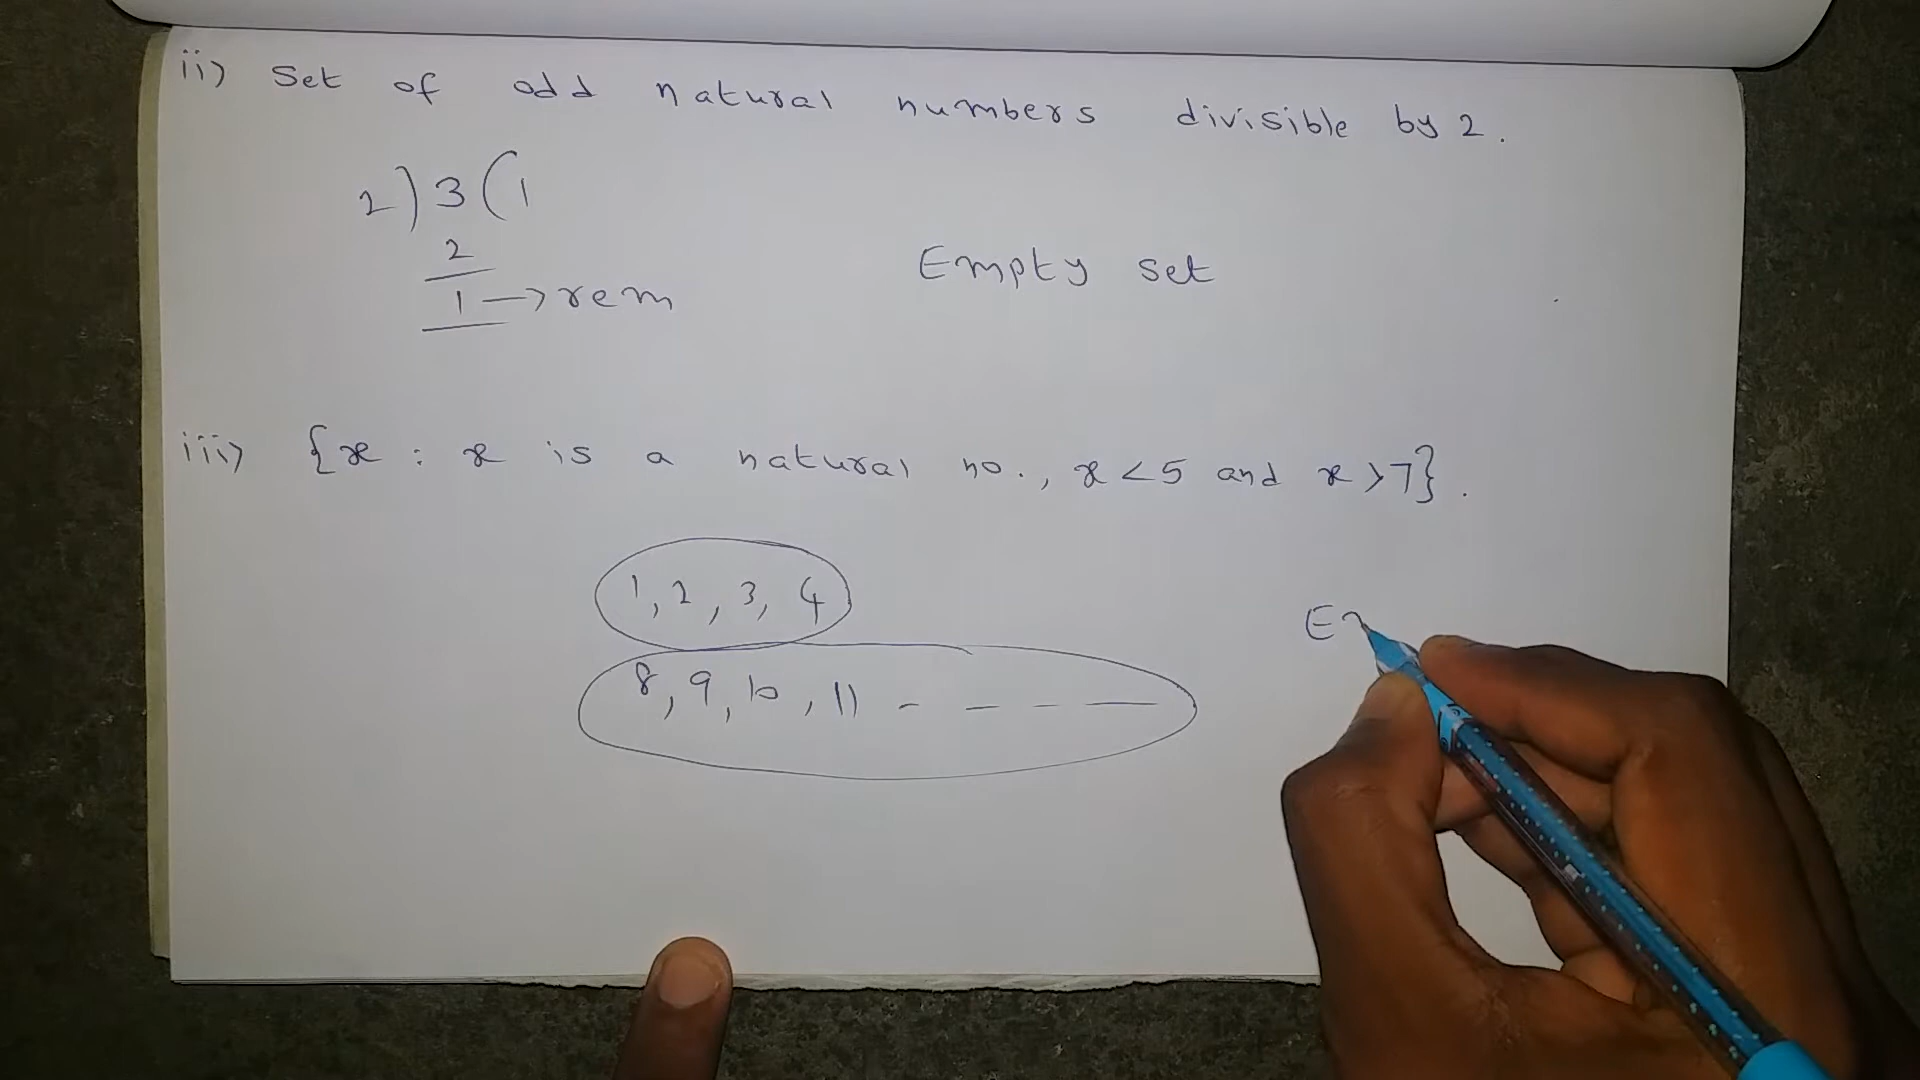 ii) Set of odd natural numbers divisible by 2.
2)3(1
2
1 → rem
Empty set
iii) {x : x is a natural no., x<5 and x>7}.
1, 2, 3, 4
8, 9, 10, 11 - - - —